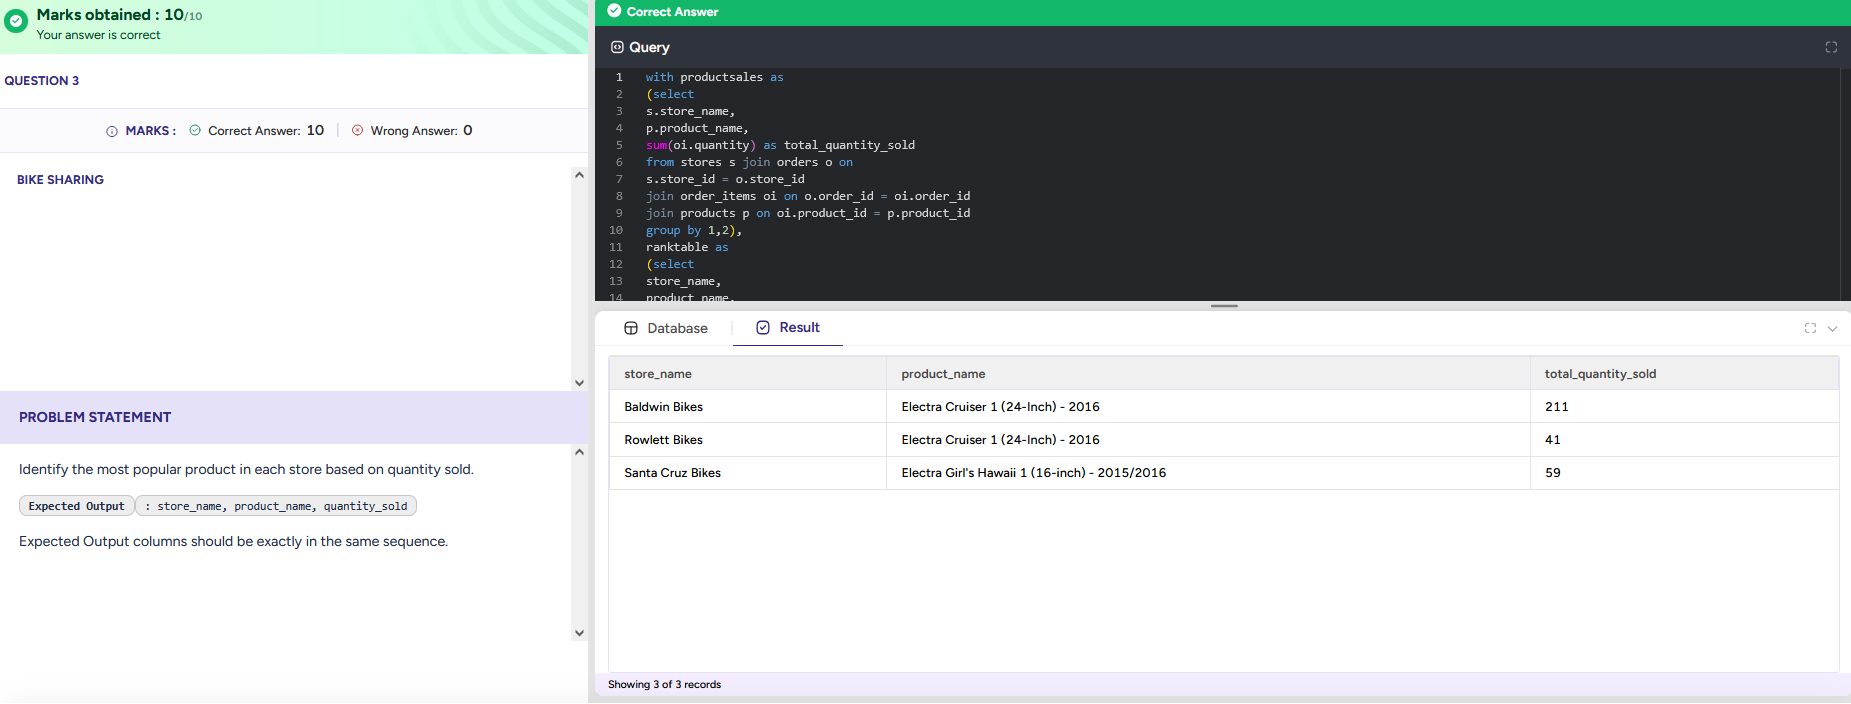 Marks obtained : 10/10
Your answer is correct
QUESTION 3
MARKS : Correct Answer: 10 | Wrong Answer: 0
BIKE SHARING
PROBLEM STATEMENT
Identify the most popular product in each store based on quantity sold.
Expected Output : store_name, product_name, quantity_sold
Expected Output columns should be exactly in the same sequence.
Correct Answer
Query
1 with productsales as
2 (select
3 s.store_name,
4 p.product_name,
5 sum(oi.quantity) as total_quantity_sold
6 from stores s join orders o on
7 s.store_id = o.store_id
8 join order_items oi on o.order_id = oi.order_id
9 join products p on oi.product_id = p.product_id
10 group by 1,2),
11 ranktable as
12 (select
13 store_name,
14 product_name,
Database | Result
store_name product_name total_quantity_sold
Baldwin Bikes Electra Cruiser 1 (24-Inch) - 2016 211
Rowlett Bikes Electra Cruiser 1 (24-Inch) - 2016 41
Santa Cruz Bikes Electra Girl's Hawaii 1 (16-inch) - 2015/2016 59
Showing 3 of 3 records